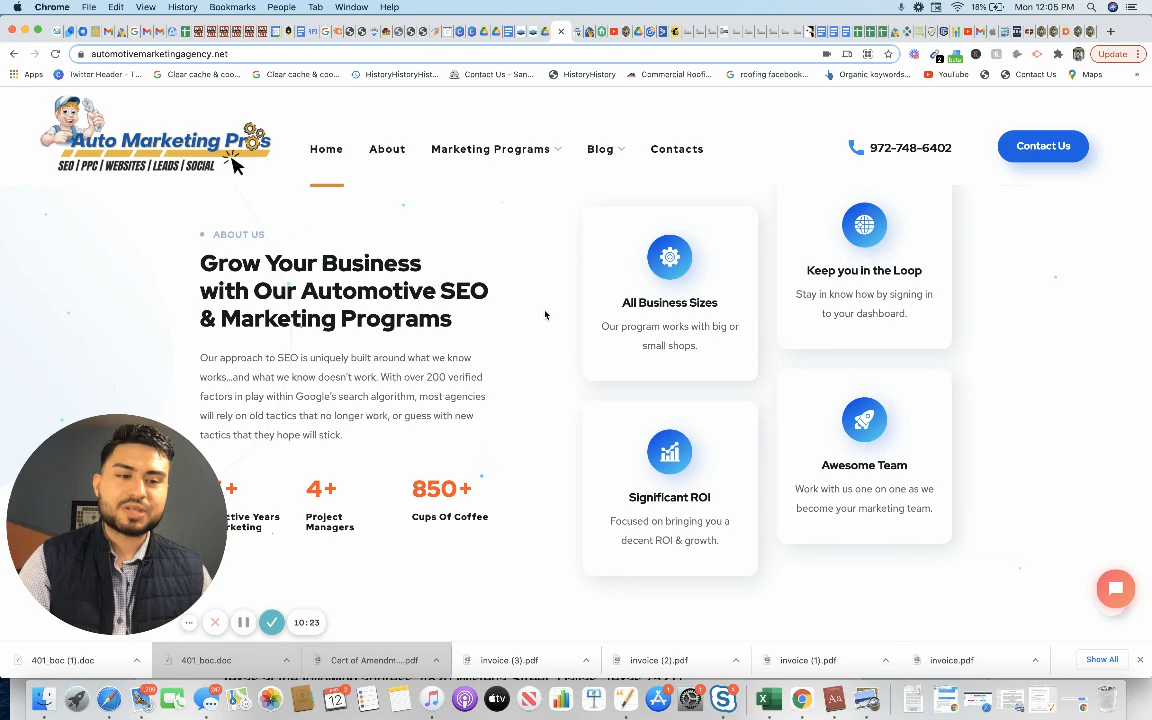 Chrome File Edit View History Bookmarks People Tab Window Help
18% Mon 12:05 PM
automotivemarketingagency.net
Update
Apps Twitter Header - T... Clear cache & coo... HistoryHistoryHist... Contact Us - San... HistoryHistory Commercial Roofi... roofing facebook... Clear cache & coo... Organic keywords... YouTube Contact Us Maps »
Auto Marketing Pros
SEO | PPC | WEBSITES | LEADS | SOCIAL
Home About Marketing Programs Blog Contacts
972-748-6402
Contact Us
ABOUT US
Grow Your Business
with Our Automotive SEO
& Marketing Programs
Our approach to SEO is uniquely built around what we know
works...and what we know doesn't work. With over 200 verified
factors in play within Google's search algorithm, most agencies
will rely on old tactics that no longer work, or guess with new
tactics that they hope will stick.
4+
Project
Managers
850+
Cups Of Coffee
All Business Sizes
Our program works with big or
small shops.
Keep you in the Loop
Stay in know how by signing in
to your dashboard.
Significant ROI
Focused on bringing you a
decent ROI & growth.
Awesome Team
Work with us one on one as we
become your marketing team.
10:23
401_boc (1).doc 401_boc.doc Cert of Amendm....pdf invoice (3).pdf invoice (2).pdf invoice (1).pdf invoice.pdf Show All